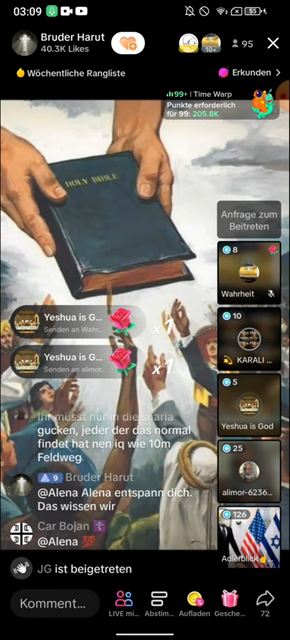 03:09
55
Bruder Harut
40.3K Likes
10+
95
Wöchentliche Rangliste
Erkunden
99+ | Time Warp
Punkte erforderlich
für 99: 205.8K
HOLY BIBLE
Anfrage zum
Beitreten
8
Wahrheit
10
KARALI ...
5
Yeshua is God
25
alimor-6236...
126
Adlerblick
Yeshua is G...
Senden an Wahr...
x1
Yeshua is G...
Senden an alimor...
x1
Ihr müsst nur in die sharia
gucken, jeder der das normal
findet hat nen iq wie 10m
Feldweg
9 Bruder Harut
@Alena Alena entspann dich.
Das wissen wir
Car Bojan
@Alena 💯
JG ist beigetreten
Komment...
LIVE mi...
Abstim...
Aufladen
Gesche...
72